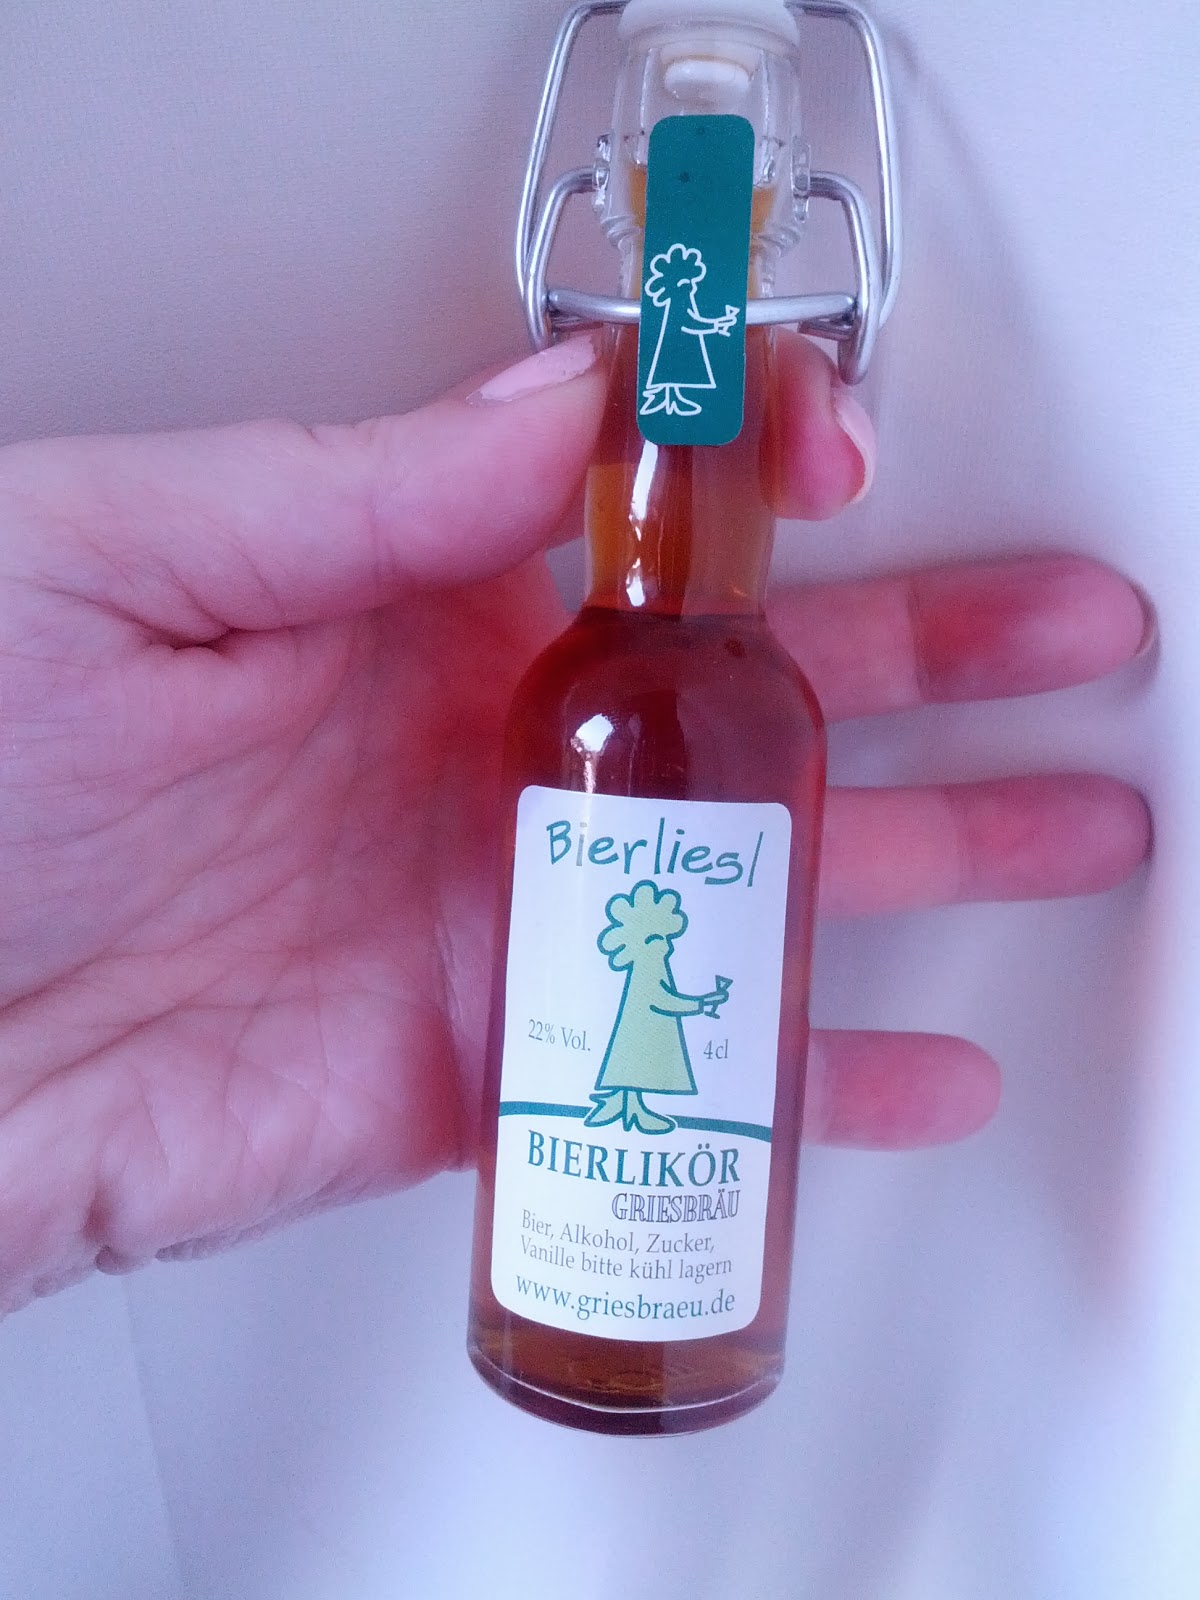 Bierliesl
22% Vol.
4cl
BIERLIKÖR
GRIESBRÄU
Bier, Alkohol, Zucker,
Vanille bitte kühl lagern
www.griesbraeu.de